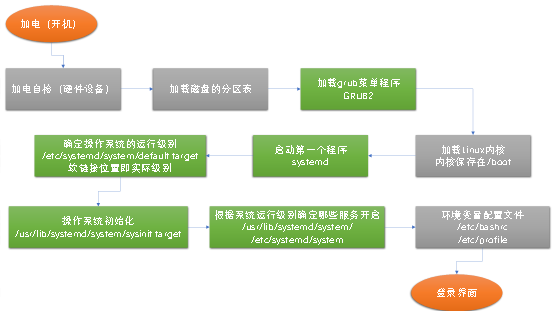 加电（开机）
加电自检（硬件设备）
加载磁盘的分区表
加载grub菜单程序
GRUB2
加载Linux内核
内核保存在/boot
启动第一个程序
systemd
确定操作系统的运行级别
/etc/systemd/system/default.target
软链接位置即实际级别
操作系统初始化
/usr/lib/systemd/system/sysinit.target
根据系统运行级别确定哪些服务开启
/usr/lib/systemd/system/
/etc/systemd/system
环境变量配置文件
/etc/bashrc
/etc/profile
登录界面